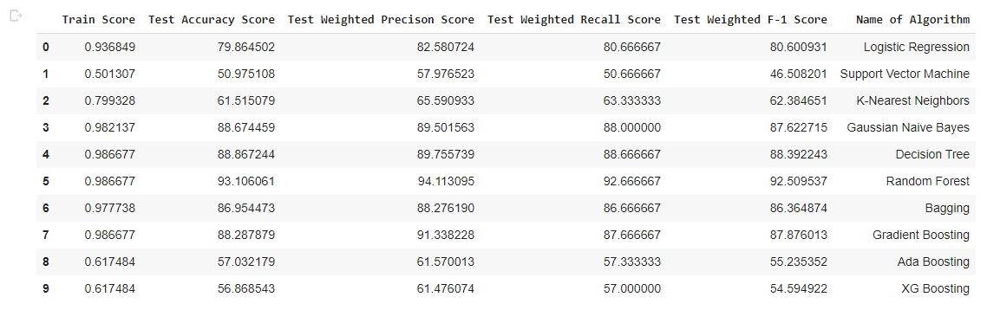 Train Score Test Accuracy Score Test Weighted Precison Score Test Weighted Recall Score Test Weighted F-1 Score Name of Algorithm
0 0.936849 79.864502 82.580724 80.666667 80.600931 Logistic Regression
1 0.501307 50.975108 57.976523 50.666667 46.508201 Support Vector Machine
2 0.799328 61.515079 65.590933 63.333333 62.384651 K-Nearest Neighbors
3 0.982137 88.674459 89.501563 88.000000 87.622715 Gaussian Naive Bayes
4 0.986677 88.867244 89.755739 88.666667 88.392243 Decision Tree
5 0.986677 93.106061 94.113095 92.666667 92.509537 Random Forest
6 0.977738 86.954473 88.276190 86.666667 86.364874 Bagging
7 0.986677 88.287879 91.338228 87.666667 87.876013 Gradient Boosting
8 0.617484 57.032179 61.570013 57.333333 55.235352 Ada Boosting
9 0.617484 56.868543 61.476074 57.000000 54.594922 XG Boosting